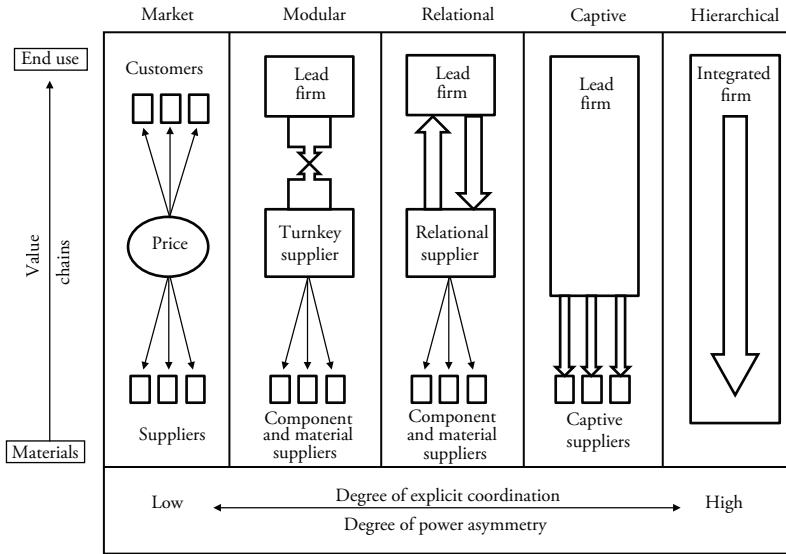 Market
Modular
Relational
Captive
Hierarchical
End use
Value
chains
Materials
Customers
Price
Suppliers
Lead
firm
Turnkey
supplier
Component
and material
suppliers
Lead
firm
Relational
supplier
Component
and material
suppliers
Lead
firm
Captive
suppliers
Integrated
firm
Low
Degree of explicit coordination
Degree of power asymmetry
High